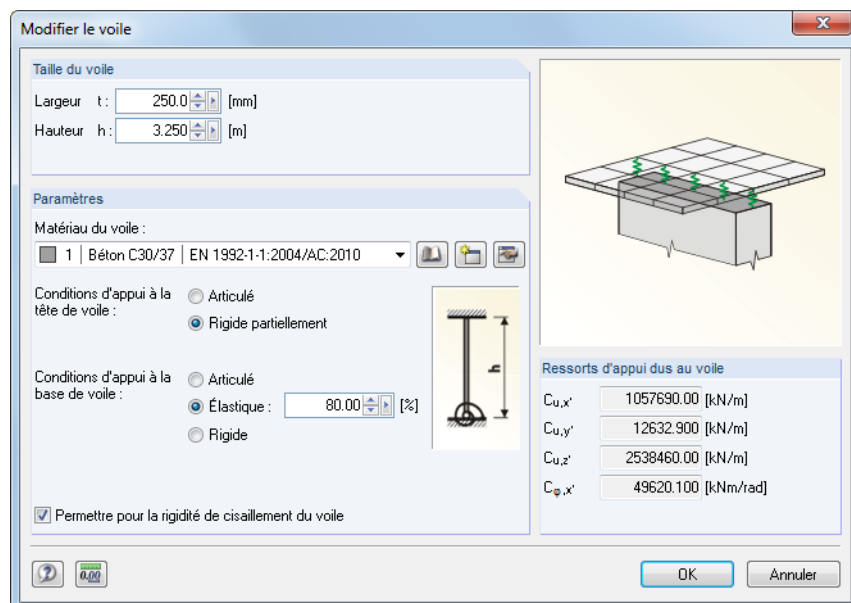 Modifier le voile
Taille du voile
Largeur t : 250.0 [mm]
Hauteur h : 3.250 [m]
Paramètres
Matériau du voile :
1 Béton C30/37 EN 1992-1-1:2004/AC:2010
Conditions d'appui à la tête de voile :
Articulé
Rigide partiellement
h
Conditions d'appui à la base de voile :
Articulé
Élastique : 80.00 [%]
Rigide
Permettre pour la rigidité de cisaillement du voile
Ressorts d'appui dus au voile
Cu,x' 1057690.00 [kN/m]
Cu,y' 12632.900 [kN/m]
Cu,z' 2538460.00 [kN/m]
Cφ,x' 49620.100 [kNm/rad]
0.00
OK
Annuler